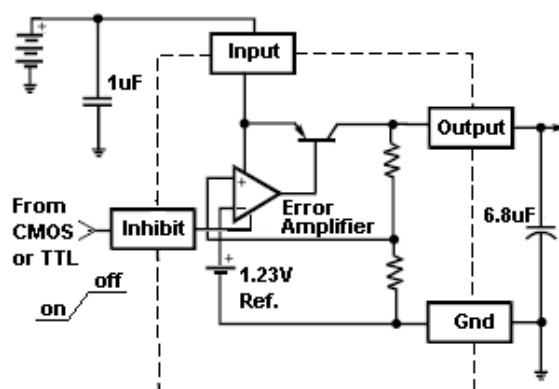 +
Input
1uF
Output
+
Error
Amplifier
From
CMOS
or TTL
Inhibit
6.8uF
+
1.23V
Ref.
off
on
Gnd
+
−